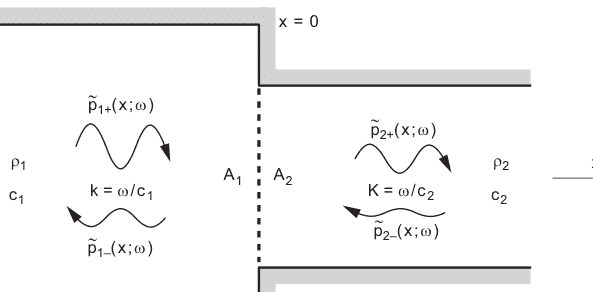 x = 0
p̃₁₊(x;ω)
p̃₂₊(x;ω)
ρ₁
A₁
A₂
ρ₂
c₁
k = ω/c₁
K = ω/c₂
c₂
p̃₁₋(x;ω)
p̃₂₋(x;ω)